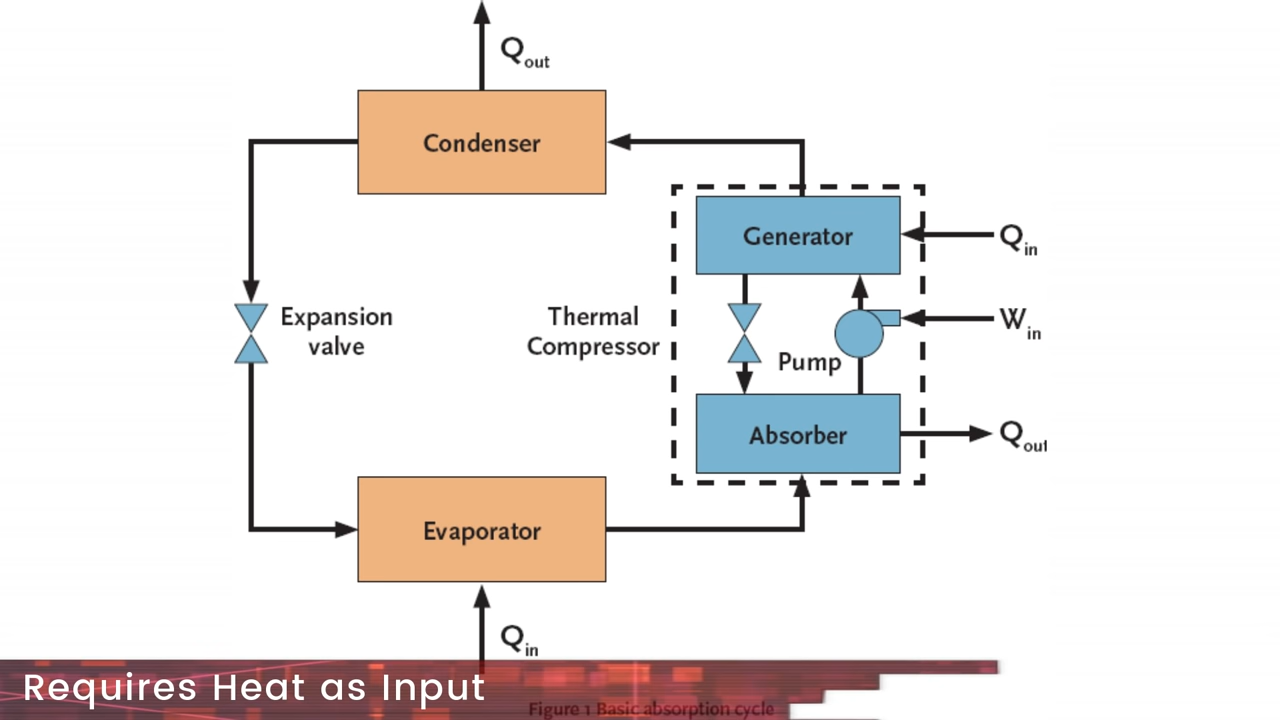 Qout
Condenser
Generator
Qin
Expansion
valve
Thermal
Compressor
Win
Pump
Absorber
Qout
Evaporator
Qin
Requires Heat as Input
Figure 1 Basic absorption cycle